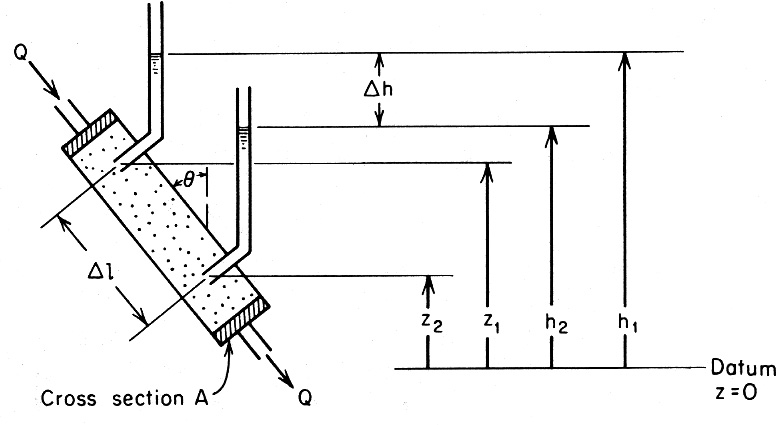 Q
Δh
θ
Δl
z2 z1 h2 h1
Datum
z=0
Cross section A
Q